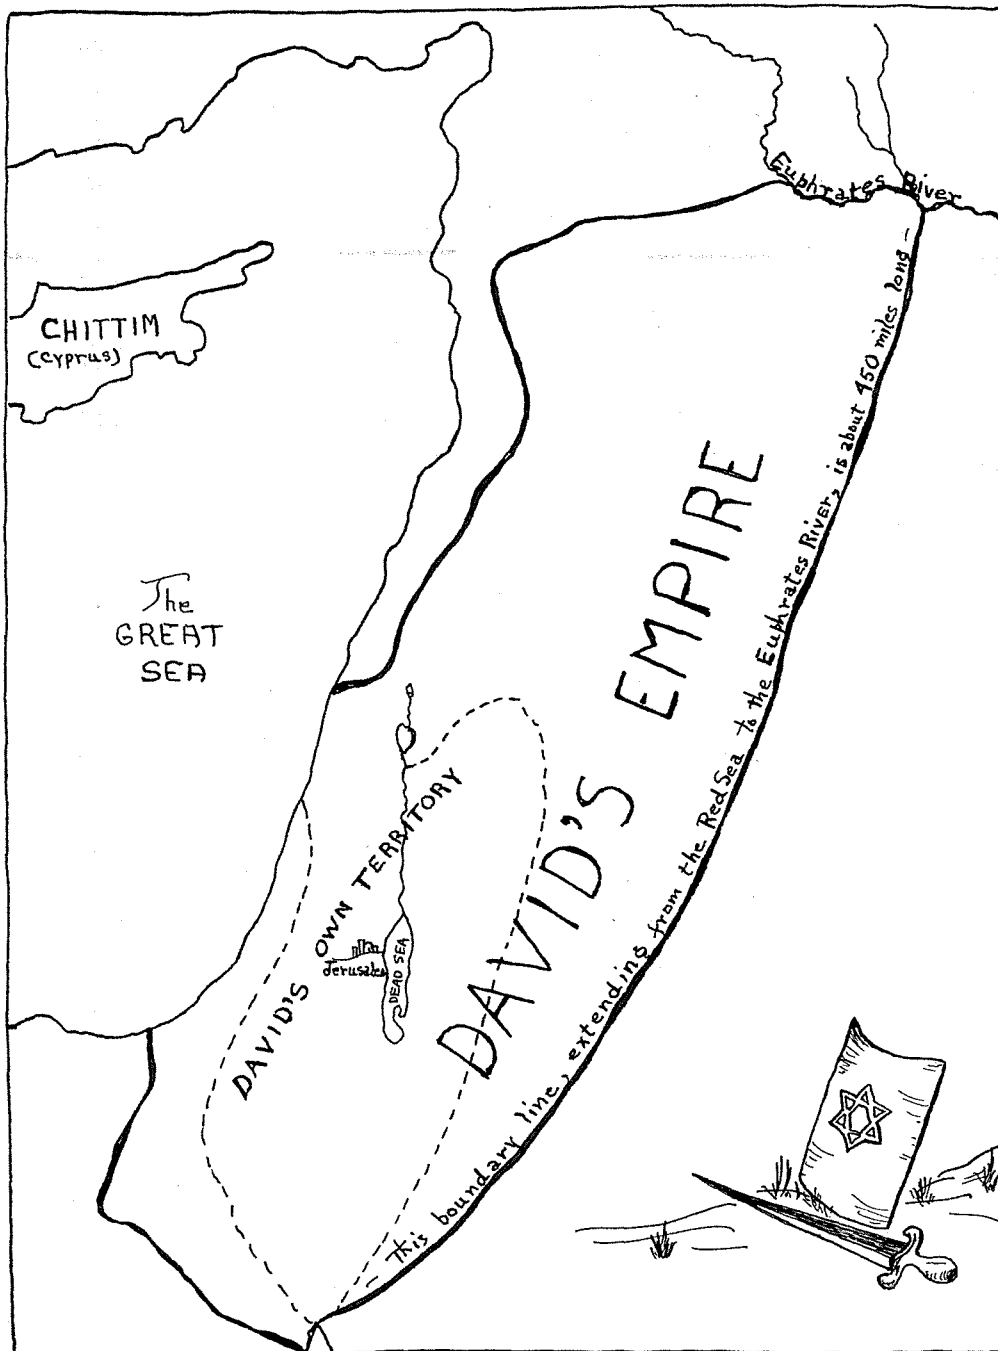 Euphrates River
CHITTIM
(Cyprus)
The
GREAT
SEA
DAVID'S EMPIRE
DAVID'S OWN TERRITORY
Jerusalem
DEAD SEA
This boundary line, extending from the Red Sea to the Euphrates River, is about 450 miles long —